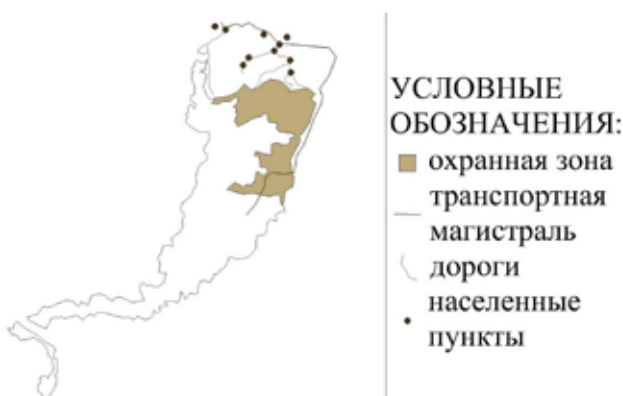 УСЛОВНЫЕ
ОБОЗНАЧЕНИЯ:
охранная зона
транспортная
магистраль
дороги
населенные
пункты